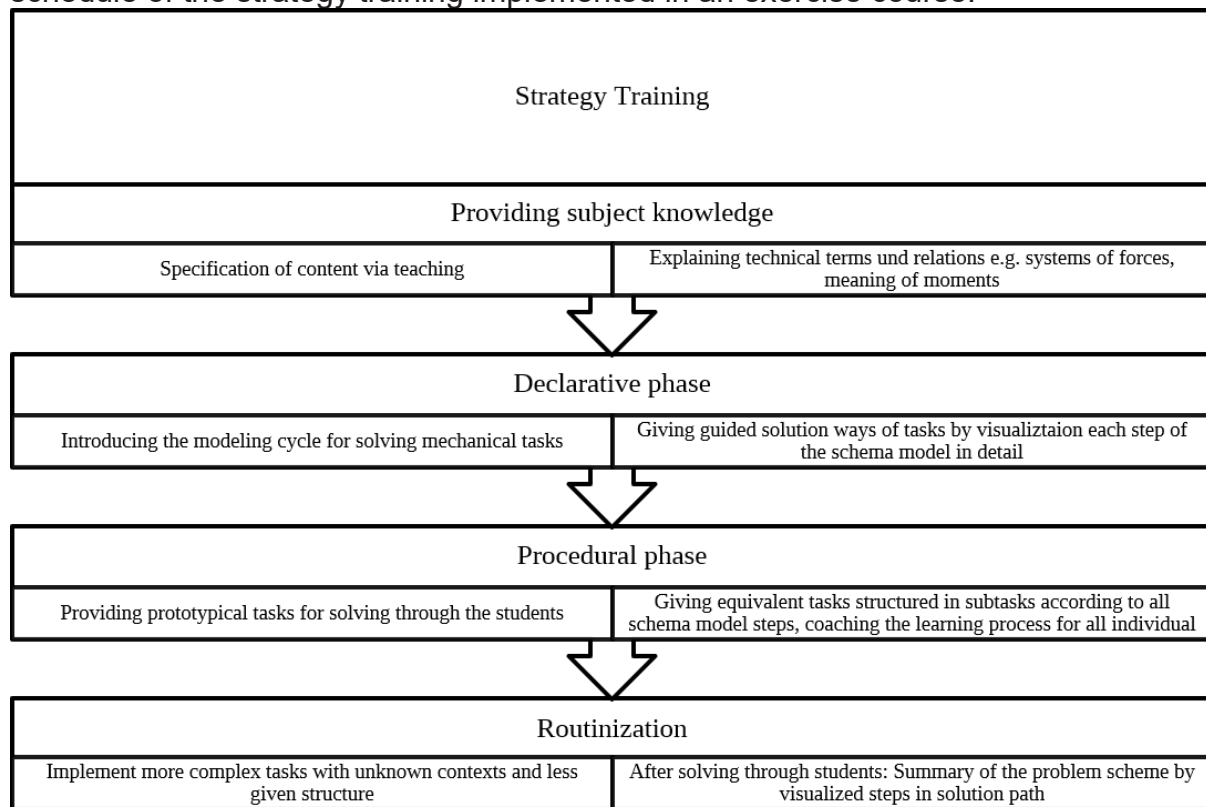 schedule of the strategy training implemented in an exercise course.
Strategy Training
Providing subject knowledge
Specification of content via teaching
Explaining technical terms und relations e.g. systems of forces,
meaning of moments
Declarative phase
Introducing the modeling cycle for solving mechanical tasks
Giving guided solution ways of tasks by visualiztaion each step of
the schema model in detail
Procedural phase
Providing prototypical tasks for solving through the students
Giving equivalent tasks structured in subtasks according to all
schema model steps, coaching the learning process for all individual
Routinization
Implement more complex tasks with unknown contexts and less
given structure
After solving through students: Summary of the problem scheme by
visualized steps in solution path